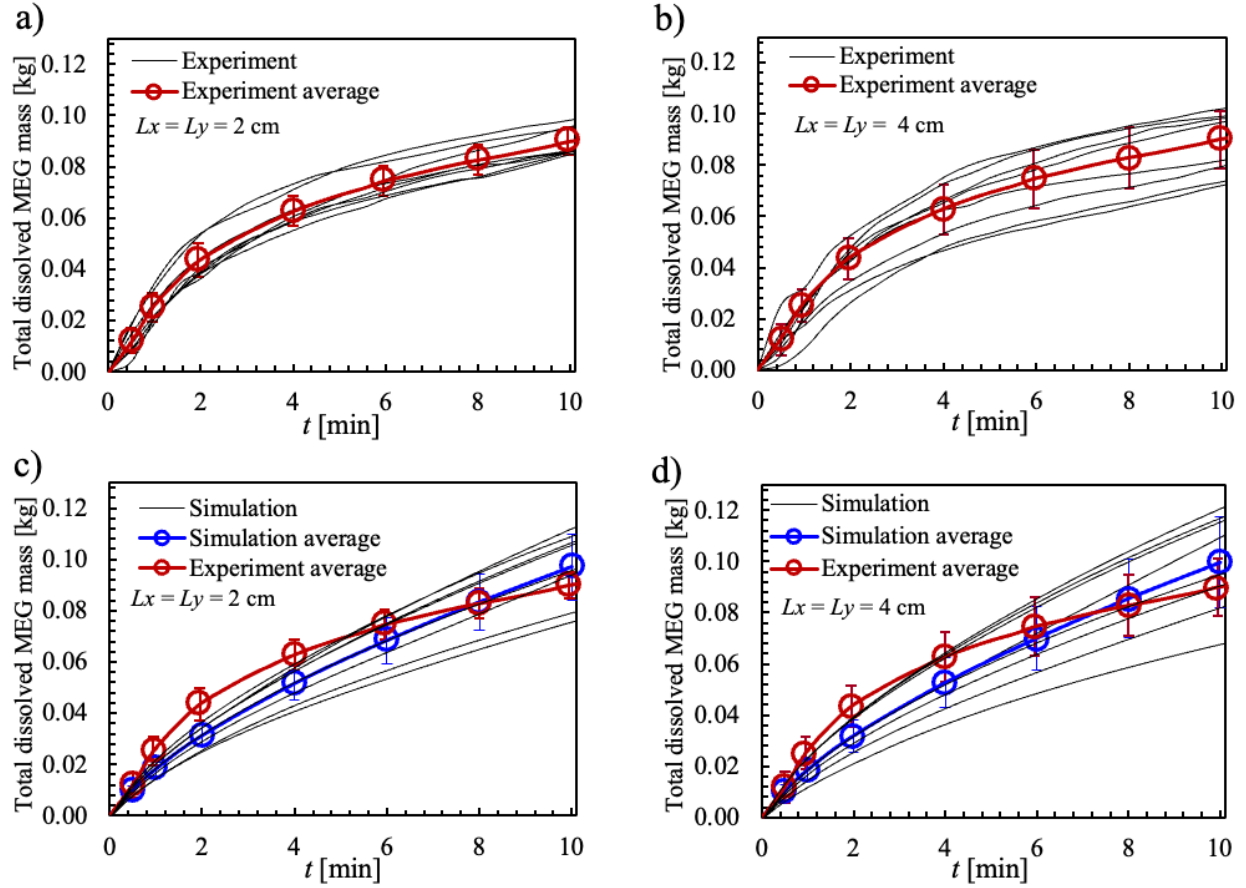 a)
Total dissolved MEG mass [kg]
0.12
0.10
0.08
0.06
0.04
0.02
0.00
Experiment
Experiment average
Lx = Ly = 2 cm
0 2 4 6 8 10
t [min]
b)
Total dissolved MEG mass [kg]
0.12
0.10
0.08
0.06
0.04
0.02
0.00
Experiment
Experiment average
Lx = Ly = 4 cm
0 2 4 6 8 10
t [min]
c)
Total dissolved MEG mass [kg]
0.12
0.10
0.08
0.06
0.04
0.02
0.00
Simulation
Simulation average
Experiment average
Lx = Ly = 2 cm
0 2 4 6 8 10
t [min]
d)
Total dissolved MEG mass [kg]
0.12
0.10
0.08
0.06
0.04
0.02
0.00
Simulation
Simulation average
Experiment average
Lx = Ly = 4 cm
0 2 4 6 8 10
t [min]